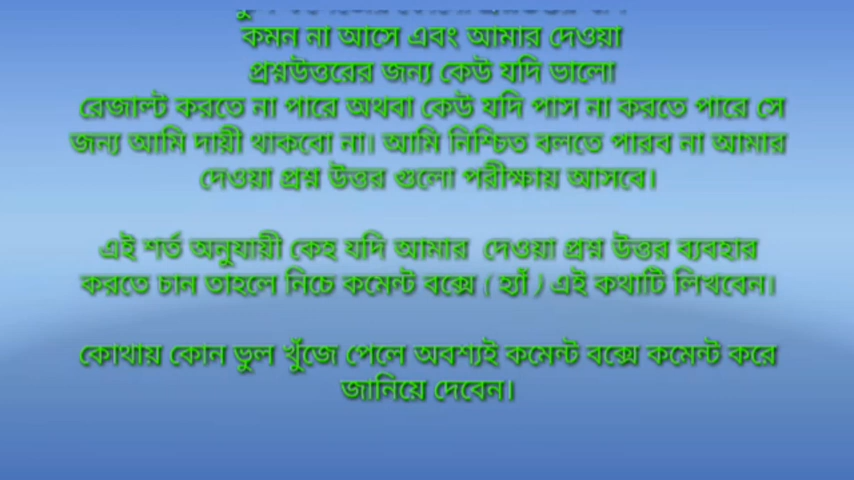 কমন না আসে এবং আমার দেওয়া
প্রশ্নউত্তরের জন্য কেউ যদি ভালো
রেজাল্ট করতে না পারে অথবা কেউ যদি পাস না করতে পারে সে
জন্য আমি দায়ী থাকবো না। আমি নিশ্চিত বলতে পারব না আমার
দেওয়া প্রশ্ন উত্তর গুলো পরীক্ষায় আসবে।
এই শর্ত অনুযায়ী কেহ যদি আমার দেওয়া প্রশ্ন উত্তর ব্যবহার
করতে চান তাহলে নিচে কমেন্ট বক্সে ( হ্যাঁ ) এই কথাটি লিখবেন।
কোথায় কোন ভুল খুঁজে পেলে অবশ্যই কমেন্ট বক্সে কমেন্ট করে
জানিয়ে দেবেন।